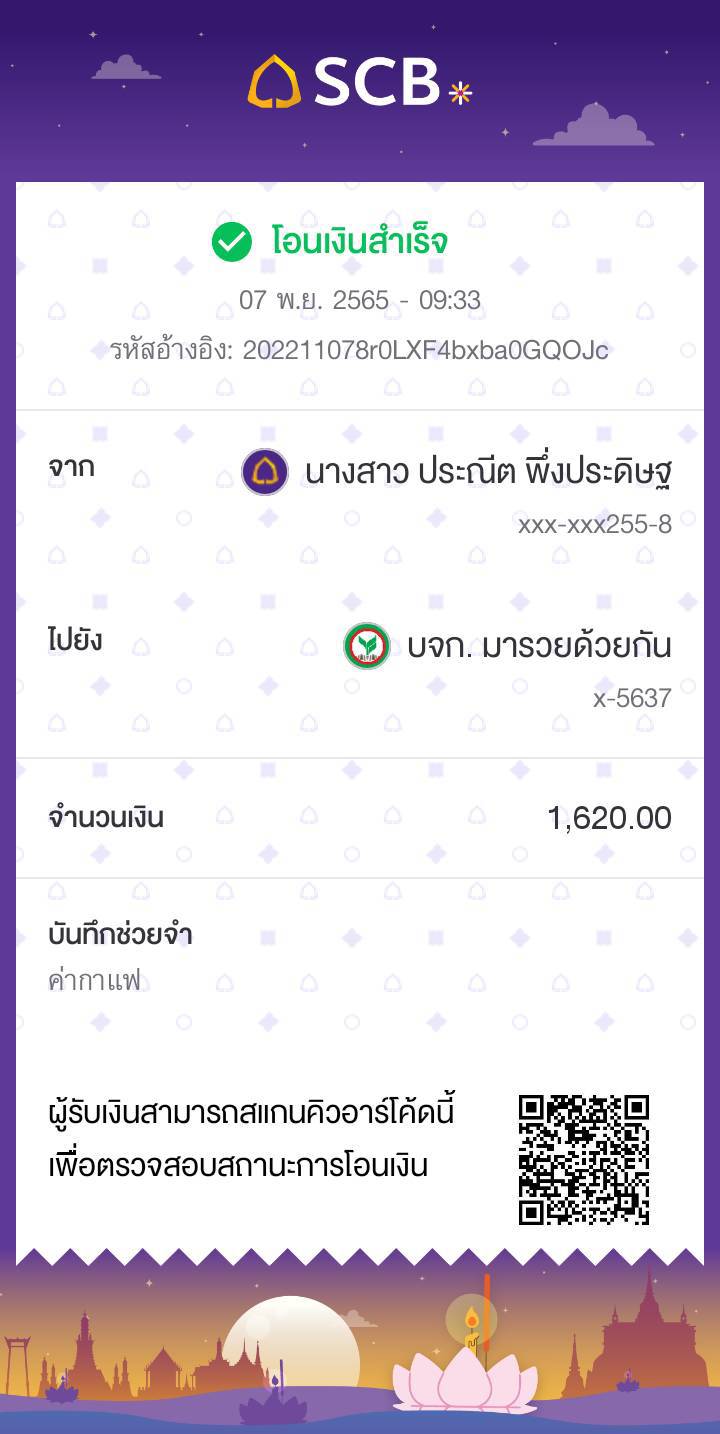 SCB
โอนเงินสำเร็จ
07 พ.ย. 2565 - 09:33
รหัสอ้างอิง: 202211078r0LXF4bxba0GQOJc
จาก
นางสาว ประณีต พึ่งประดิษฐ
xxx-xxx255-8
ไปยัง
บจก. มารวยด้วยกัน
x-5637
จำนวนเงิน 1,620.00
บันทึกช่วยจำ
ค่ากาแฟ
ผู้รับเงินสามารถสแกนคิวอาร์โค้ดนี้
เพื่อตรวจสอบสถานะการโอนเงิน